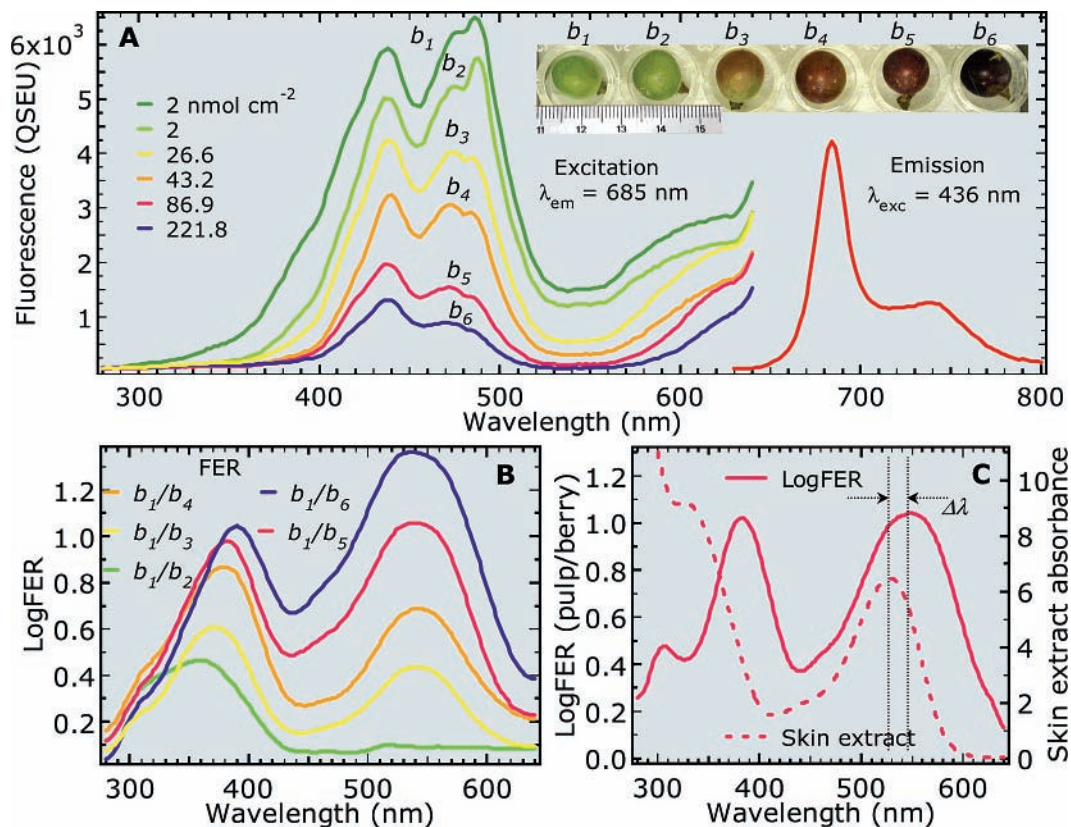 A
6x10³
5
4
3
2
1
Fluorescence (QSEU)
2 nmol cm⁻²
2
26.6
43.2
86.9
221.8
b₁
b₂
b₃
b₄
b₅
b₆
b₁ b₂ b₃ b₄ b₅ b₆
11 12 13 14 15
Excitation
λem = 685 nm
Emission
λexc = 436 nm
300 400 500 600 700 800
Wavelength (nm)
B
FER
b₁/b₄
b₁/b₃
b₁/b₂
b₁/b₆
b₁/b₅
1.2
1.0
0.8
0.6
0.4
0.2
LogFER
300 400 500 600
Wavelength (nm)
C
LogFER
Δλ
Skin extract
1.2
1.0
0.8
0.6
0.4
0.2
0.0
LogFER (pulp/berry)
10
8
6
4
2
0
Skin extract absorbance
300 400 500 600
Wavelength (nm)